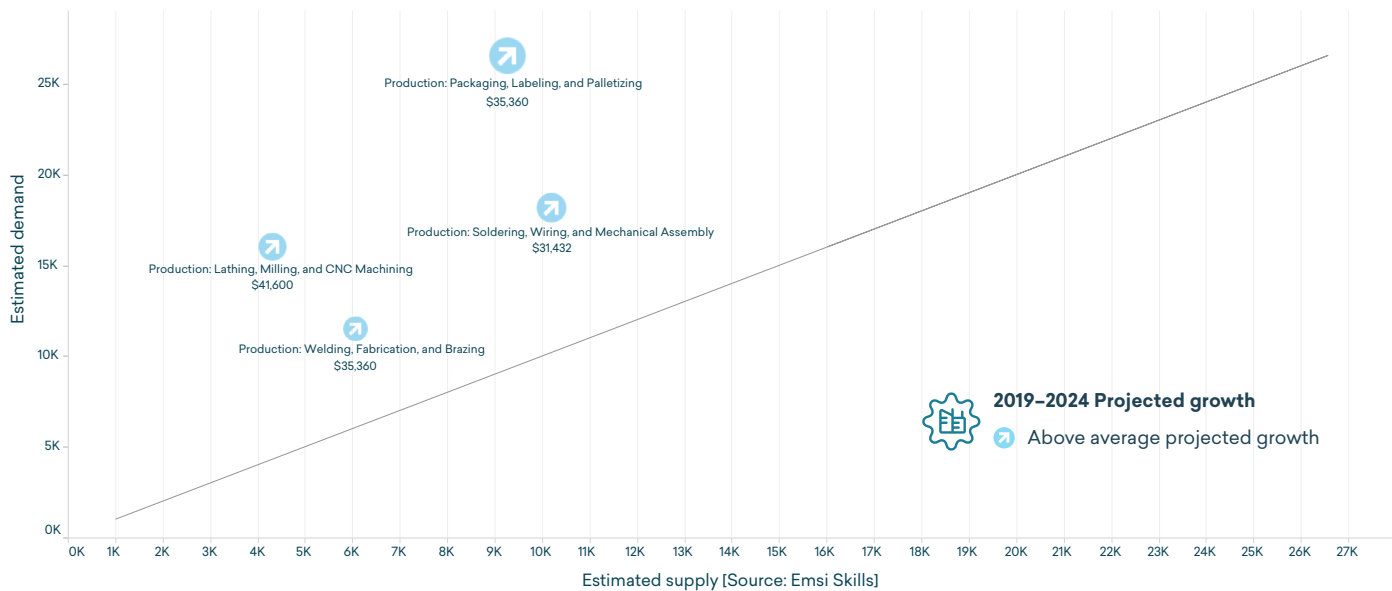 25K
20K
15K
10K
5K
0K
Estimated demand
Production: Packaging, Labeling, and Palletizing
$35,360
Production: Soldering, Wiring, and Mechanical Assembly
$31,432
Production: Lathing, Milling, and CNC Machining
$41,600
Production: Welding, Fabrication, and Brazing
$35,360
2019–2024 Projected growth
Above average projected growth
0K 1K 2K 3K 4K 5K 6K 7K 8K 9K 10K 11K 12K 13K 14K 15K 16K 17K 18K 19K 20K 21K 22K 23K 24K 25K 26K 27K
Estimated supply [Source: Emsi Skills]